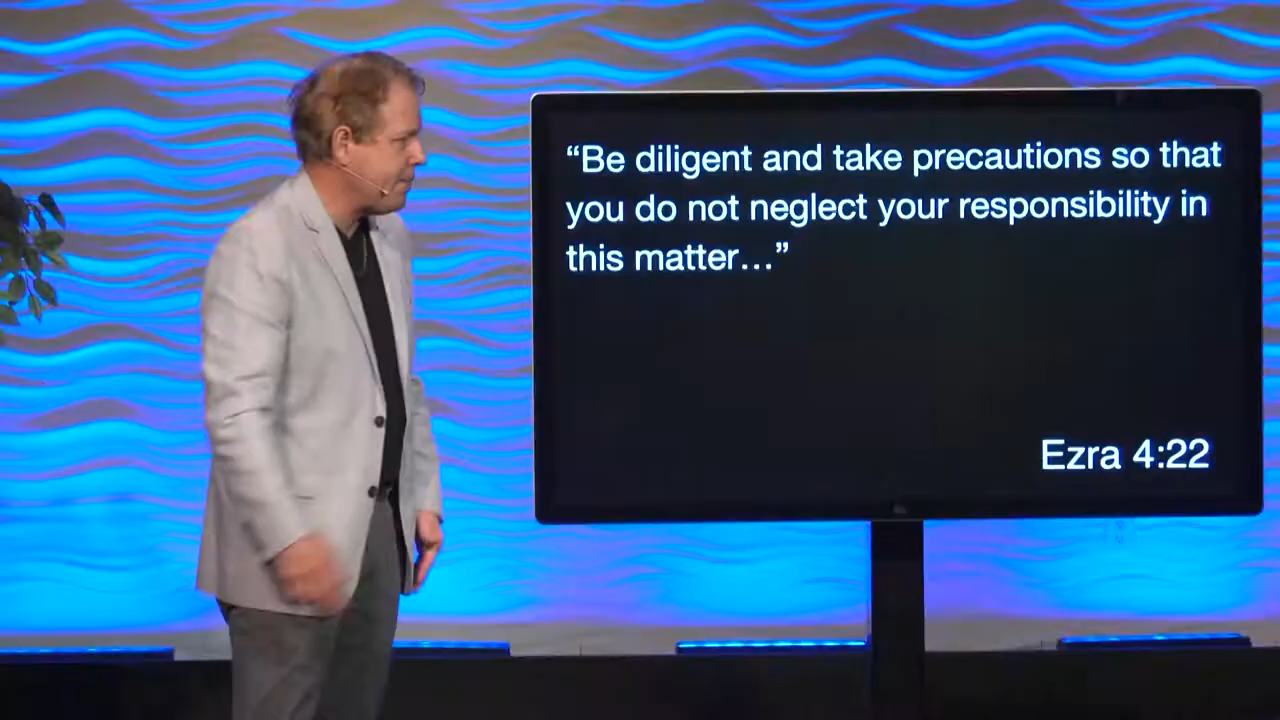 “Be diligent and take precautions so that
you do not neglect your responsibility in
this matter…”
Ezra 4:22